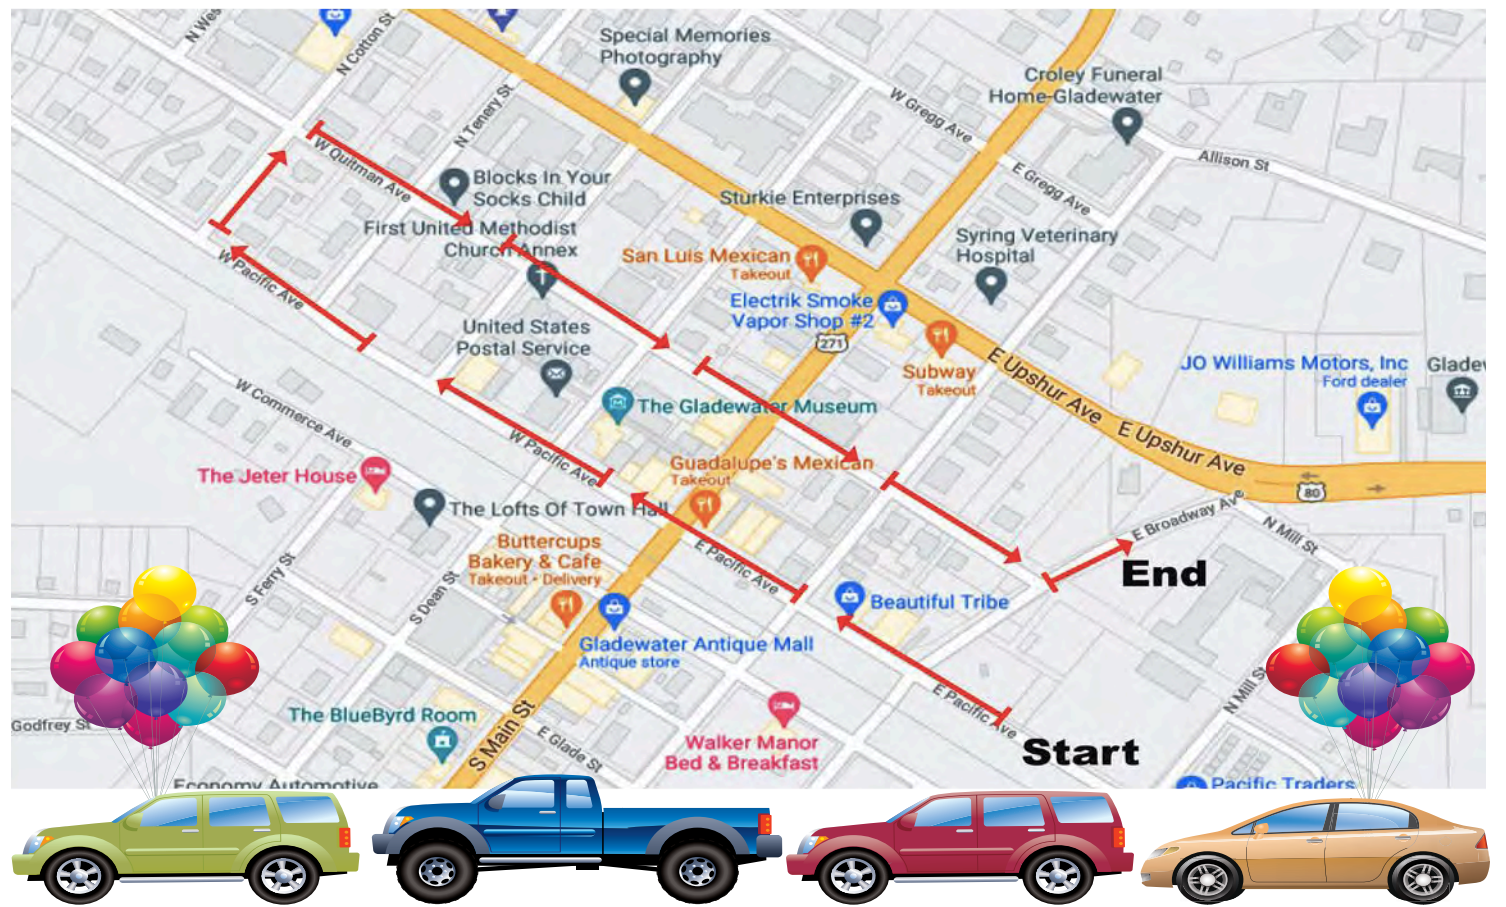 N Wes
N Cotton St
N Tenery St
Special Memories
Photography
Croley Funeral
Home-Gladewater
W Gregg Ave
E Gregg Ave
Allison St
W Quitman Ave
Blocks In Your
Socks Child
First United Methodist
Church Annex
Sturkie Enterprises
San Luis Mexican
Takeout
Syring Veterinary
Hospital
Electrik Smoke
Vapor Shop #2
271
W Pacific Ave
United States
Postal Service
Subway
Takeout
E Upshur Ave
E Upshur Ave
JO Williams Motors, Inc
Ford dealer
Gladew
W Commerce Ave
The Gladewater Museum
W Pacific Ave
Guadalupe's Mexican
Takeout
The Jeter House
The Lofts Of Town Hall
80
E Broadway Ave
N Mill St
Buttercups
Bakery & Cafe
Takeout • Delivery
E Pacific Ave
End
S Ferry St
S Dean St
Beautiful Tribe
Gladewater Antique Mall
Antique store
E Pacific Ave
N Mill St
Godfrey St
The BlueByrd Room
S Main St
E Glade St
Walker Manor
Bed & Breakfast
Start
Economy Automotive
Pacific Traders